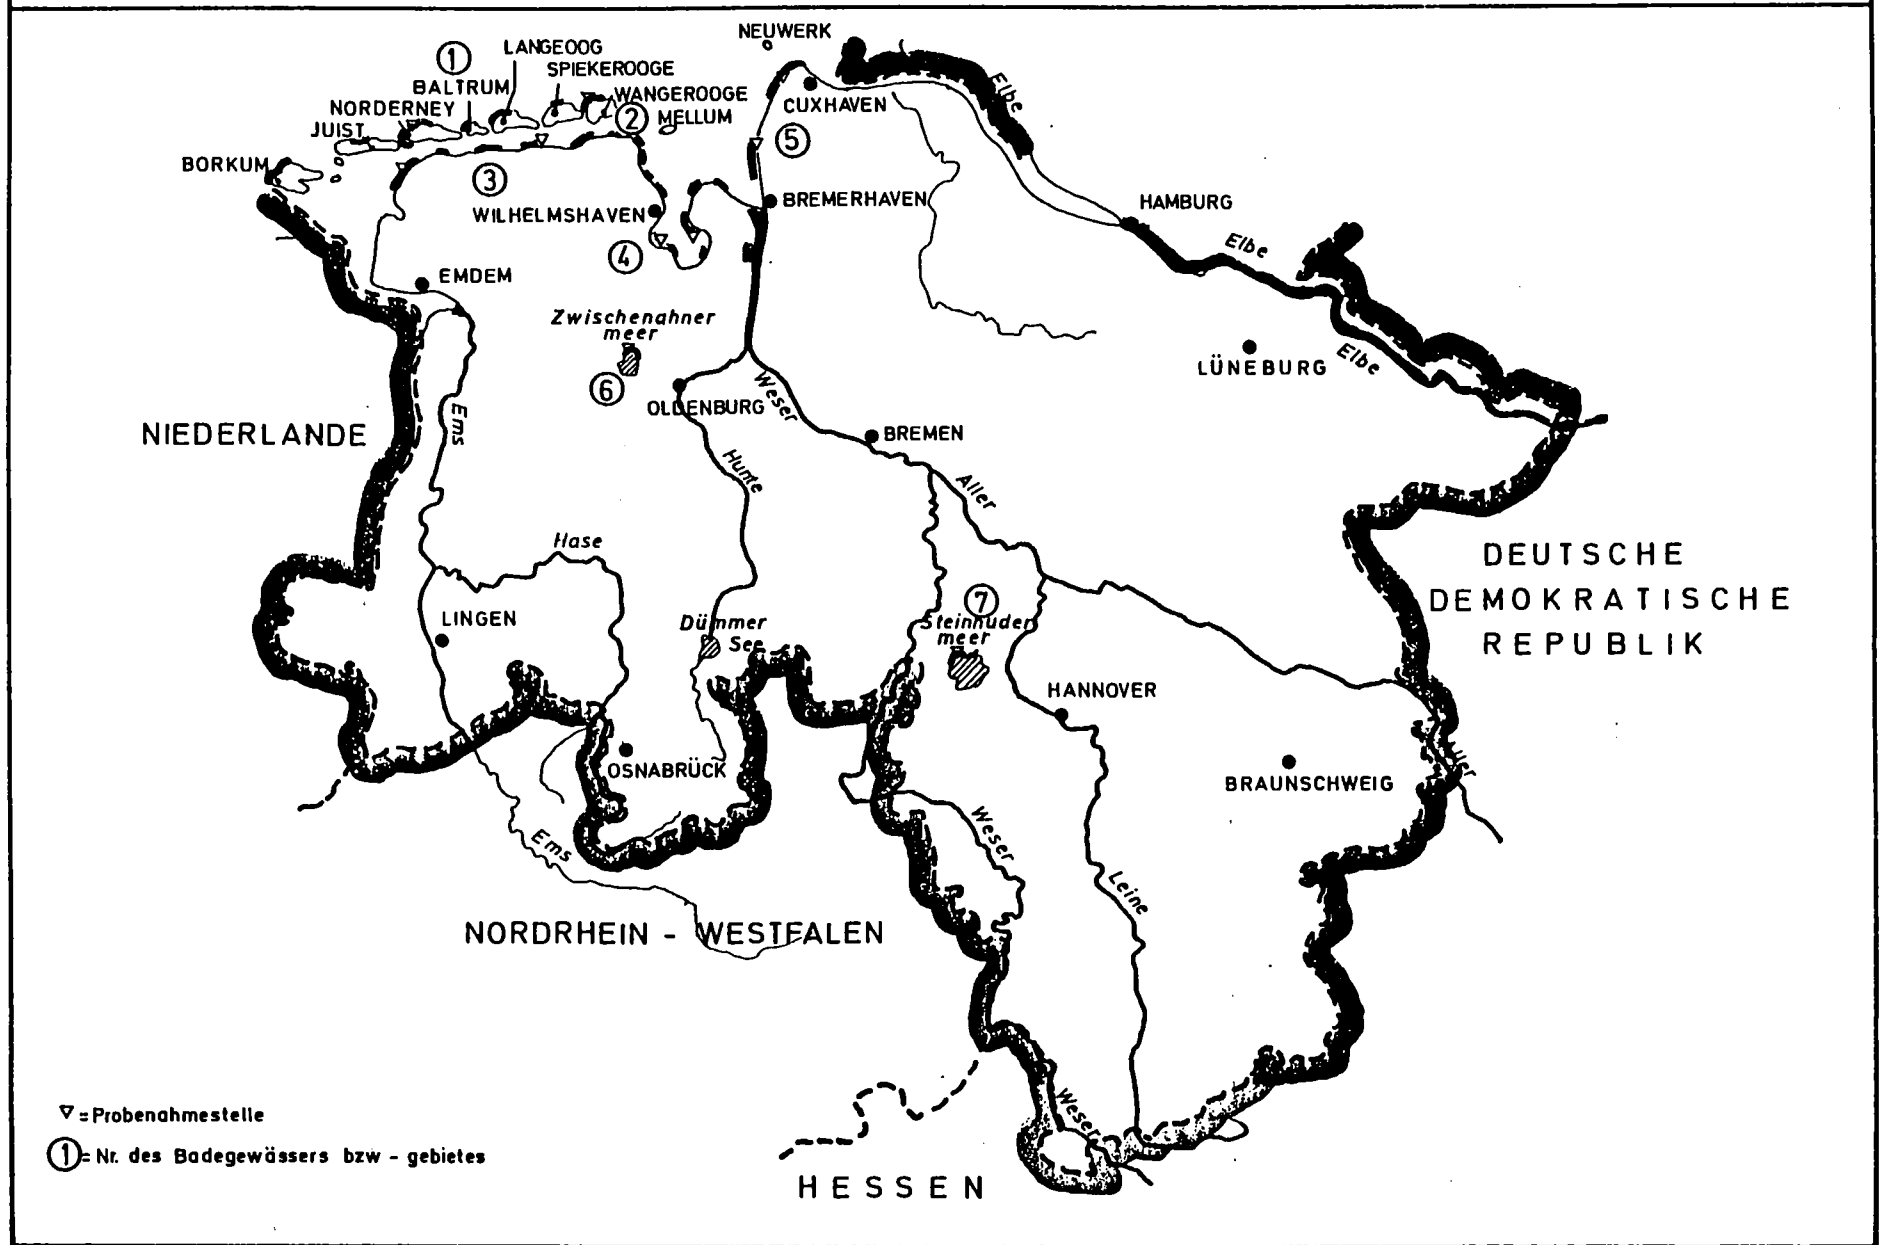 NEUWERK
1
LANGEOOG
SPIEKEROOGE
BALTRUM
WANGEROOGE
NORDERNEY
2
MELLUM
JUIST
CUXHAVEN
Elbe
5
BORKUM
3
WILHELMSHAVEN
BREMERHAVEN
HAMBURG
4
Elbe
EMDEM
Zwischenahner
meer
6
Elbe
LÜNEBURG
OLDENBURG
Weser
NIEDERLANDE
Ems
BREMEN
Hunte
Aller
Hase
DEUTSCHE
DEMOKRATISCHE
REPUBLIK
7
LINGEN
Dümmer
See
Steinhuder
meer
HANNOVER
OSNABRÜCK
BRAUNSCHWEIG
Weser
Ems
Leine
NORDRHEIN - WESTFALEN
Weser
▽ = Probenahmestelle
1 = Nr. des Badegewässers bzw - gebietes
HESSEN